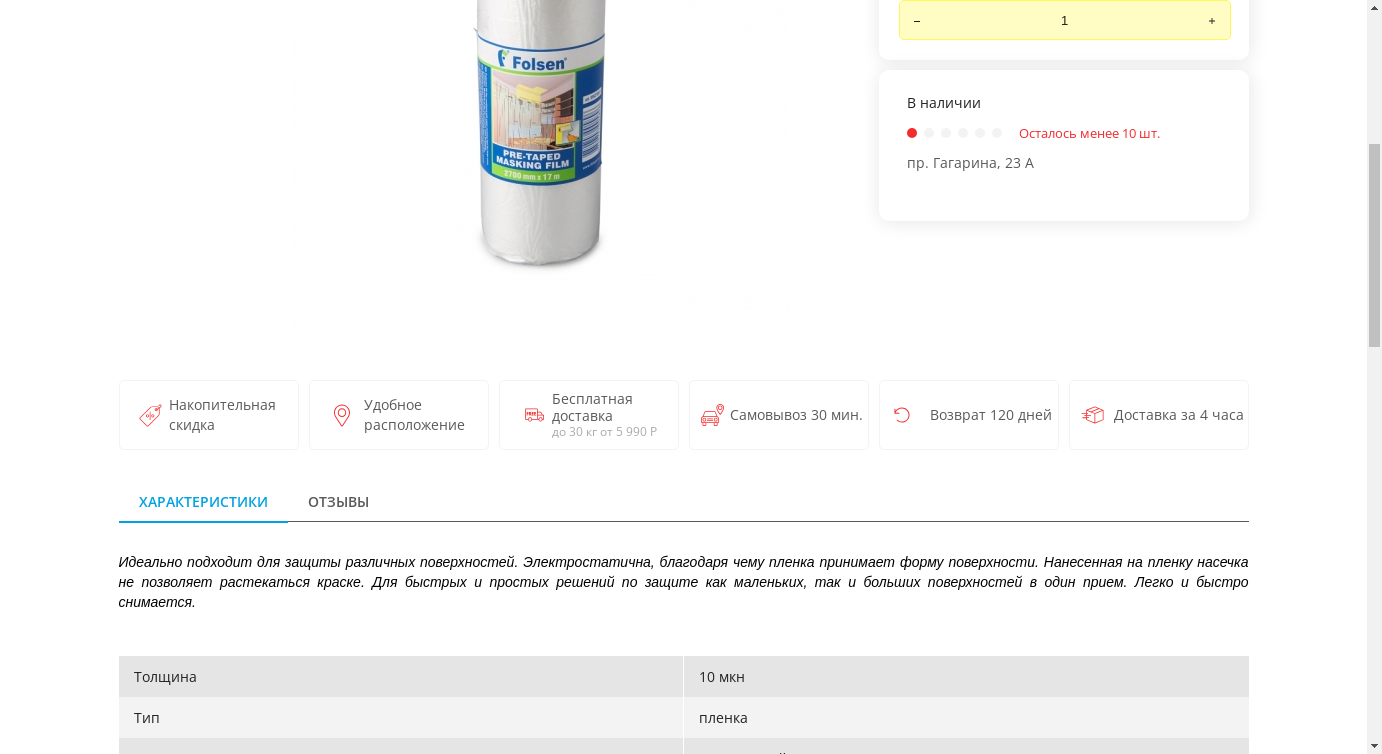 − 1 +
Folsen®
PRE-TAPED
MASKING FILM
2700 mm x 17 m
В наличии
Осталось менее 10 шт.
пр. Гагарина, 23 А
Накопительная
скидка
Удобное
расположение
Бесплатная
доставка
до 30 кг от 5 990 Р
Самовывоз 30 мин.
Возврат 120 дней
Доставка за 4 часа
ХАРАКТЕРИСТИКИ ОТЗЫВЫ
Идеально подходит для защиты различных поверхностей. Электростатична, благодаря чему пленка принимает форму поверхности. Нанесенная на пленку насечка
не позволяет растекаться краске. Для быстрых и простых решений по защите как маленьких, так и больших поверхностей в один прием. Легко и быстро
снимается.
Толщина 10 мкн
Тип пленка